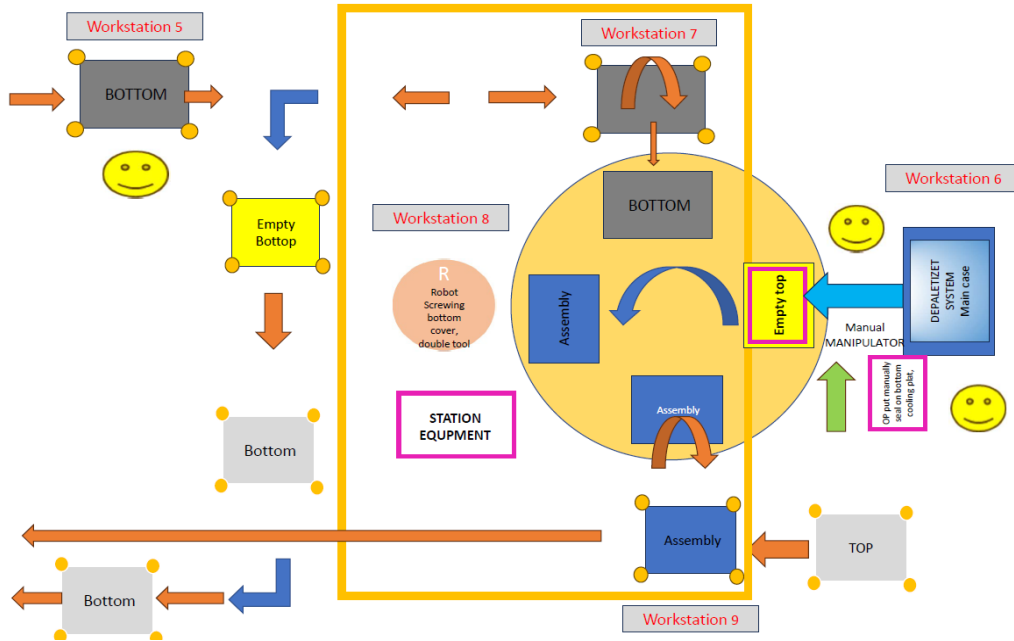 Workstation 5
Workstation 7
BOTTOM
Workstation 6
BOTTOM
Empty
Bottop
Workstation 8
R
Robot
Screwing
bottom
cover,
double tool
Assembly
Empty top
DEPALETIZET
SYSTEM
Main case
Manual
MANIPULATOR
OP put manually
seal on bottom
cooling plat,
STATION
EQUPMENT
Assembly
Bottom
Assembly
TOP
Bottom
Workstation 9